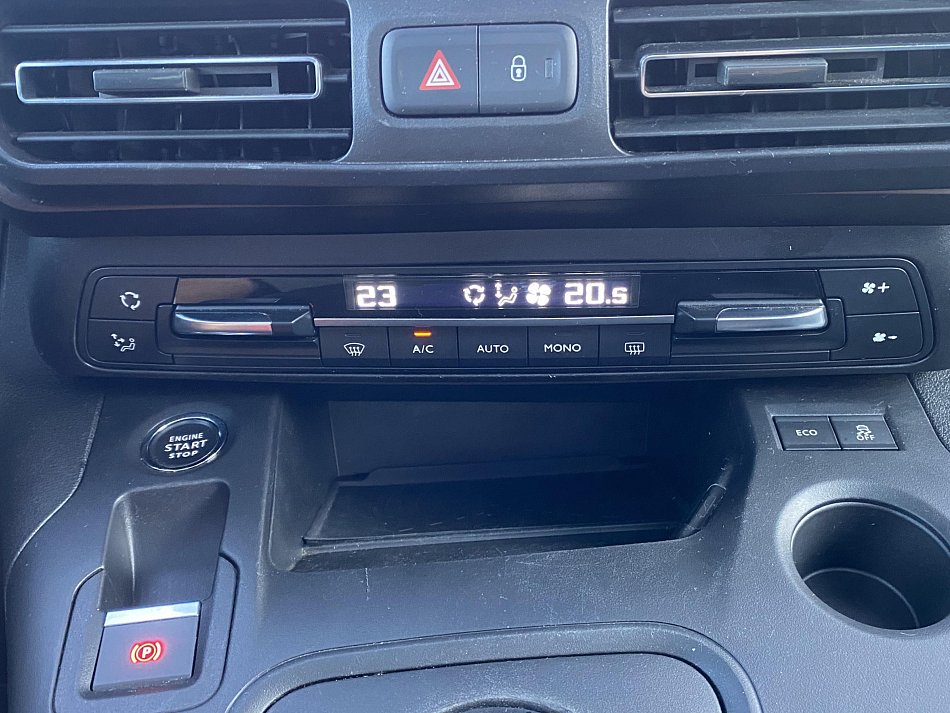 23 20.5
A/C AUTO MONO
ENGINE
START
STOP
ECO OFF
P